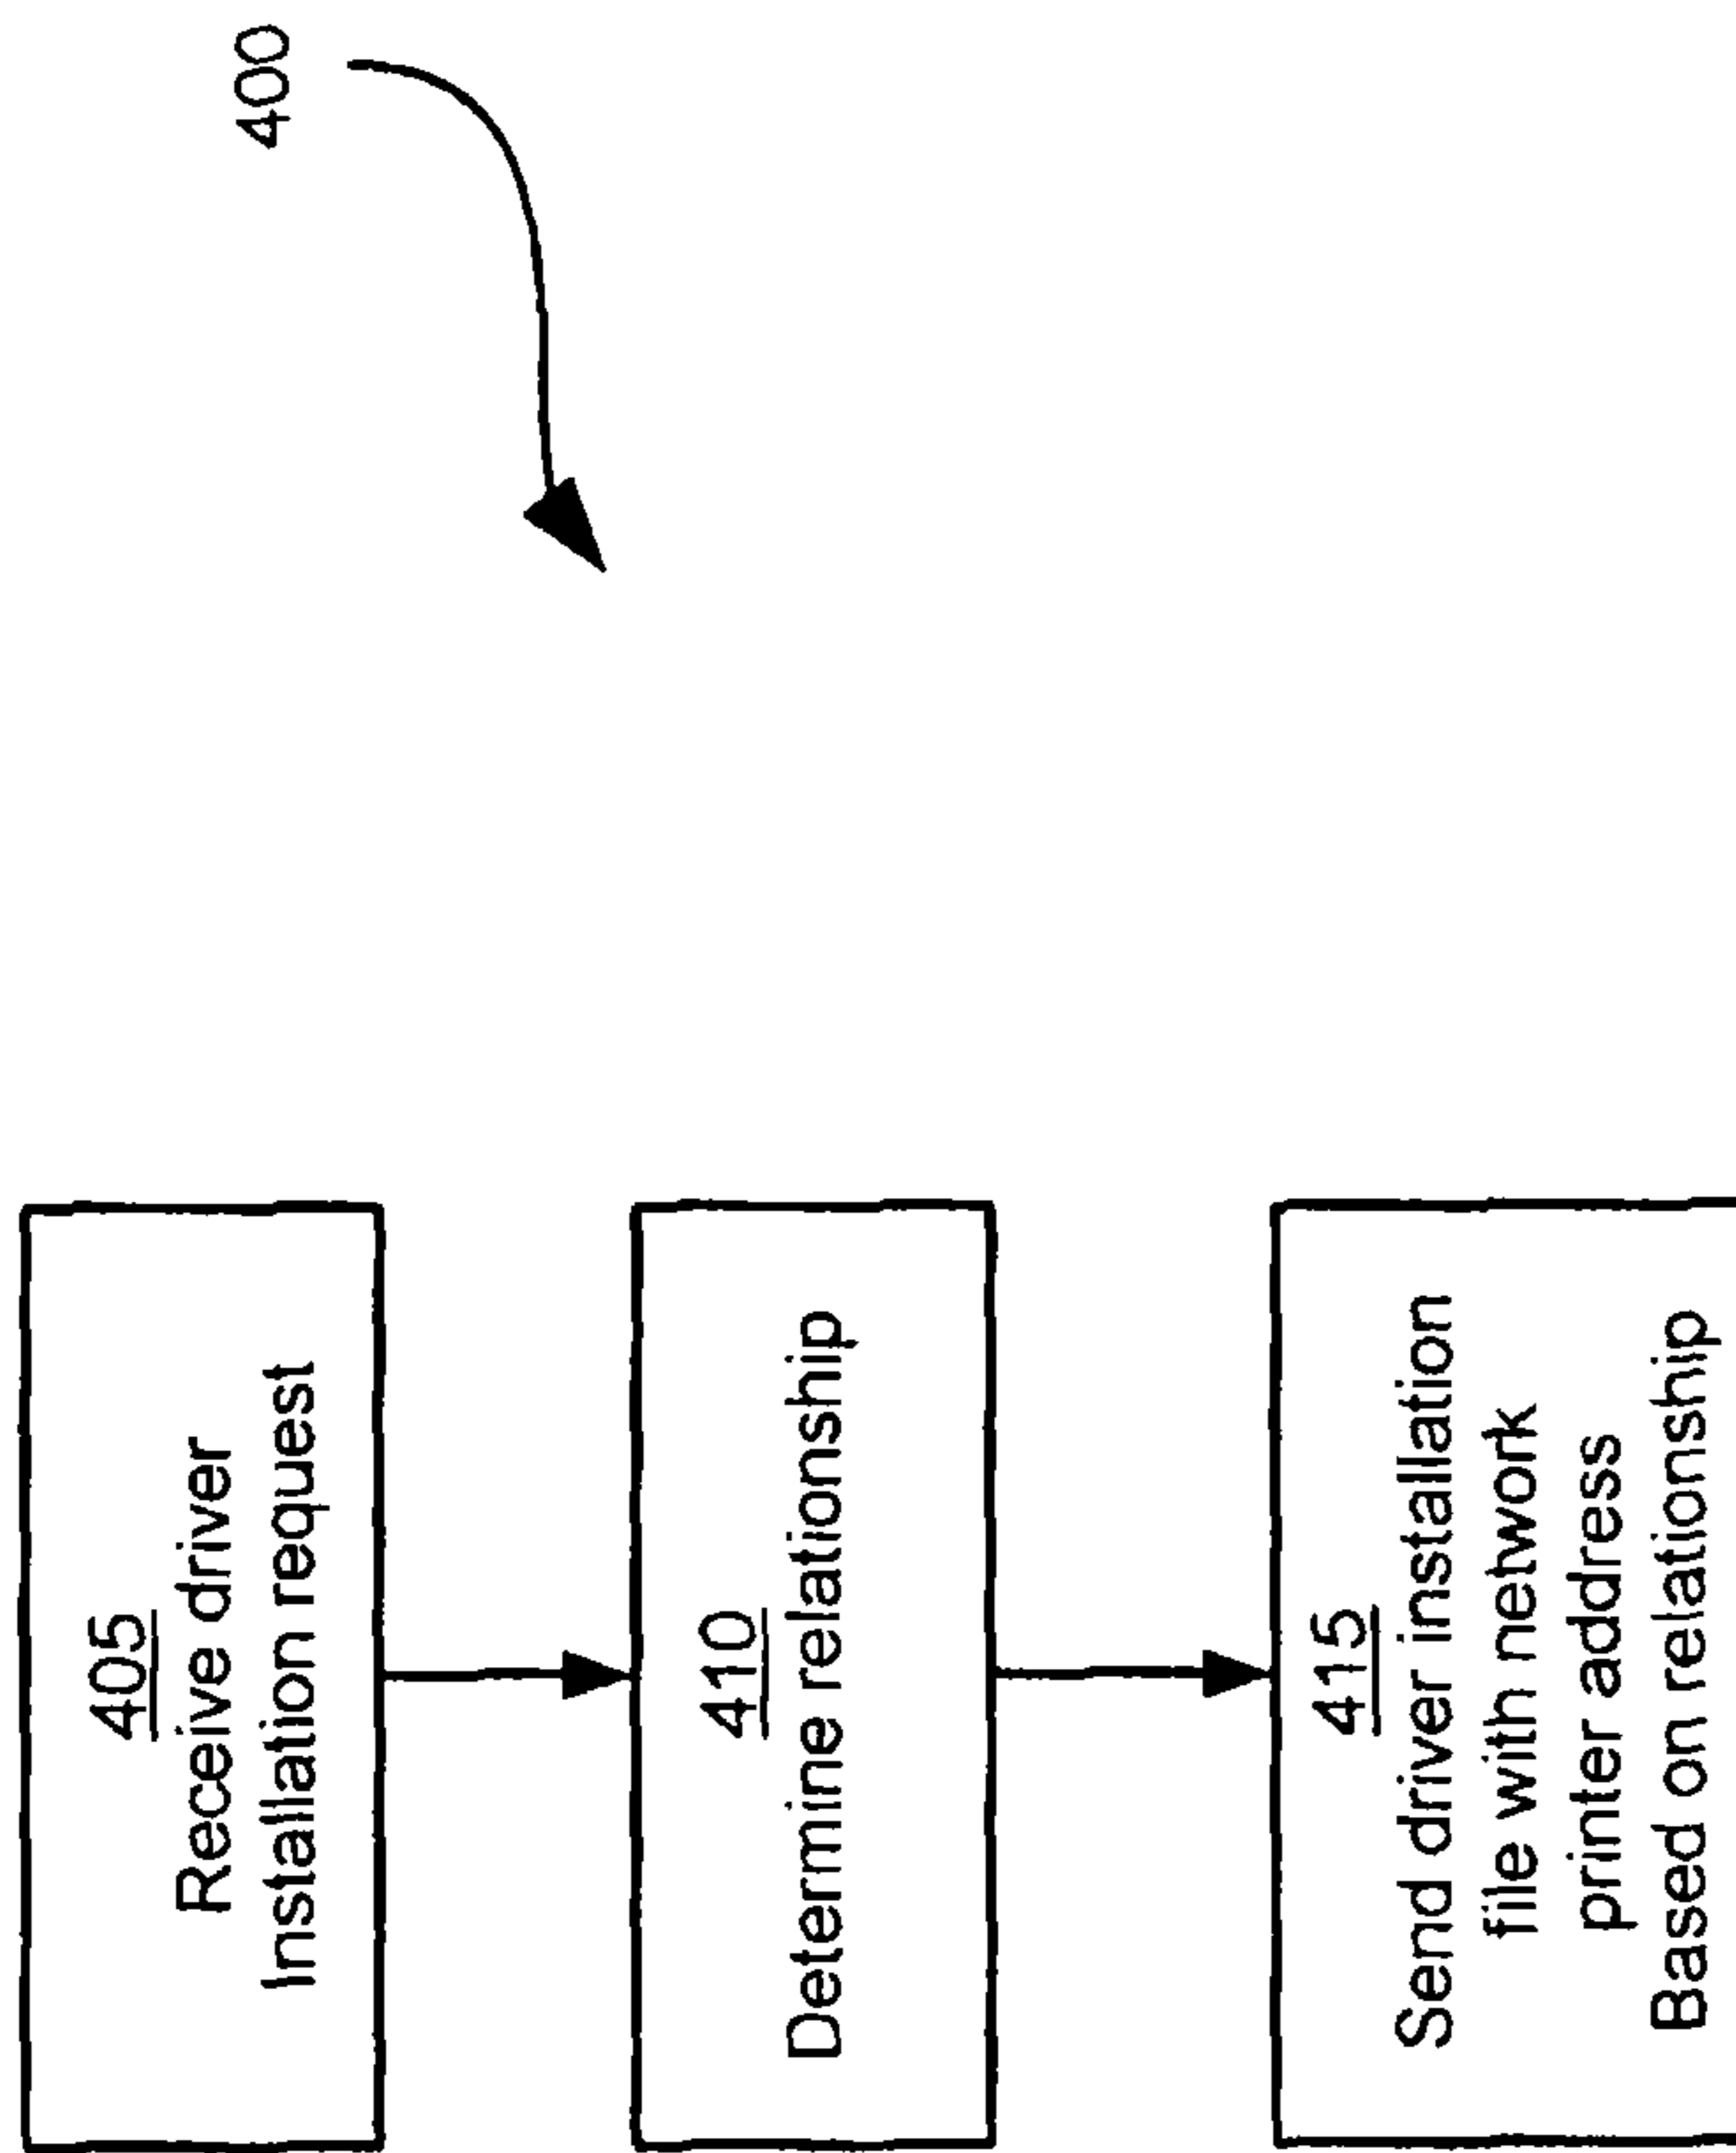 400
405
Receive driver
Installation request
410
Determine relationship
415
Send driver installation
file with network
printer address
Based on relationship